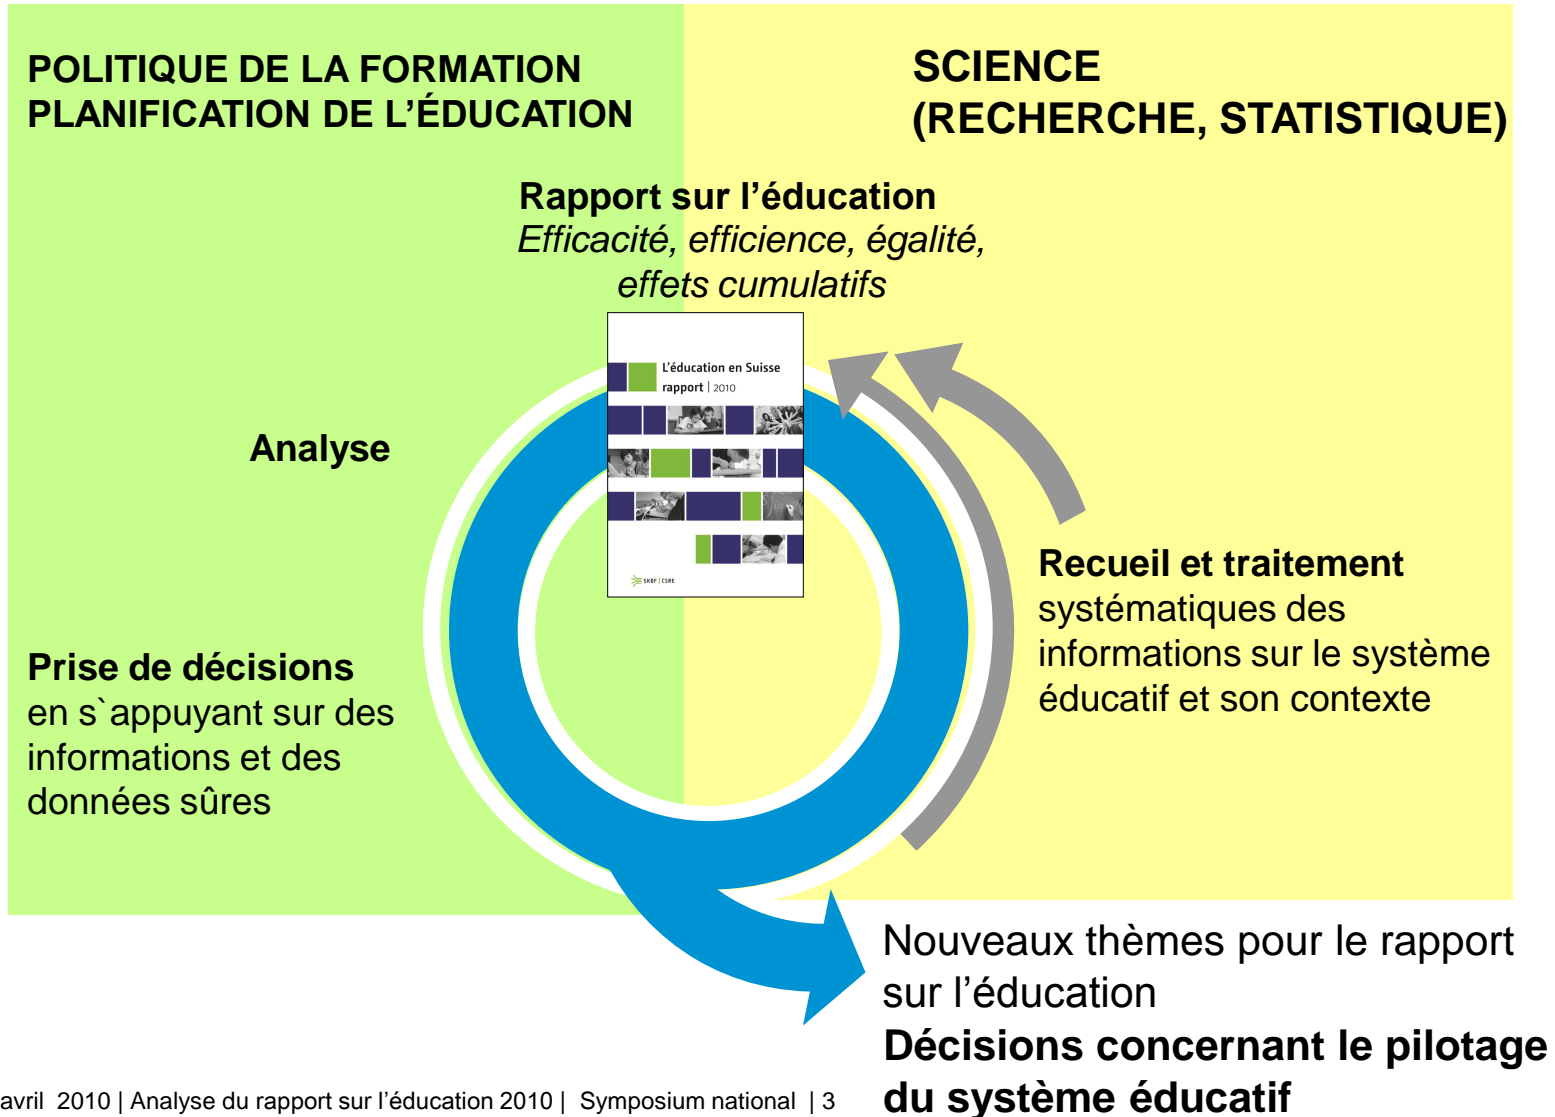 POLITIQUE DE LA FORMATION
PLANIFICATION DE L’ÉDUCATION
SCIENCE
(RECHERCHE, STATISTIQUE)
Rapport sur l’éducation
Efficacité, efficience, égalité,
effets cumulatifs
L’éducation en Suisse
rapport | 2010
SKBF | CSRE
Analyse
Prise de décisions
en s`appuyant sur des
informations et des
données sûres
Recueil et traitement
systématiques des
informations sur le système
éducatif et son contexte
Nouveaux thèmes pour le rapport
sur l’éducation
Décisions concernant le pilotage
du système éducatif
avril 2010 | Analyse du rapport sur l’éducation 2010 | Symposium national | 3